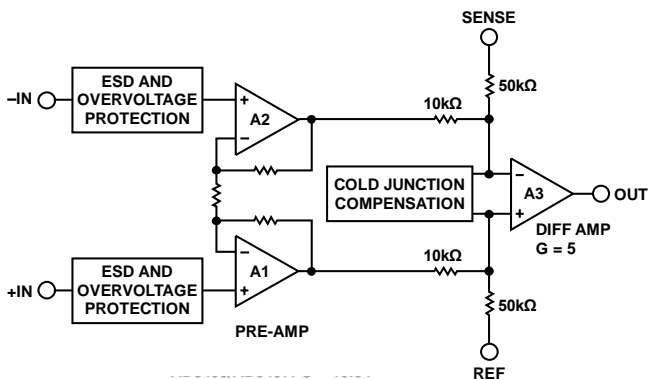 SENSE
ESD AND
OVERVOLTAGE
PROTECTION
–IN
50kΩ
10kΩ
+
A2
–
COLD JUNCTION
COMPENSATION
–
A3
+
OUT
DIFF AMP
G = 5
–
A1
+
10kΩ
ESD AND
OVERVOLTAGE
PROTECTION
+IN
50kΩ
PRE-AMP
REF